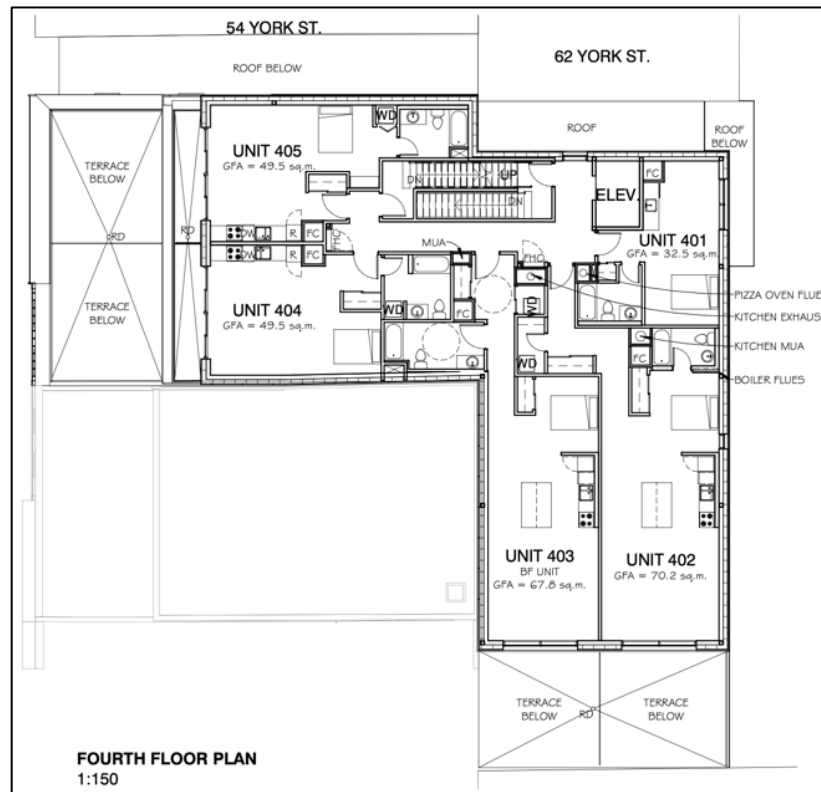 54 YORK ST.
62 YORK ST.
ROOF BELOW
ROOF
ROOF
BELOW
TERRACE
BELOW
RD
TERRACE
BELOW
RD
UNIT 405
GFA = 49.5 sq.m.
WD
DN
UP
DN
ELEV.
FC
UNIT 401
GFA = 32.5 sq.m.
DW
R
FC
FHC
MUA
FHC
DW
R
FC
UNIT 404
GFA = 49.5 sq.m.
WD
FC
WD
WD
FC
PIZZA OVEN FLUE
KITCHEN EXHAUS
KITCHEN MUA
BOILER FLUES
UNIT 403
BF UNIT
GFA = 67.8 sq.m.
UNIT 402
GFA = 70.2 sq.m.
TERRACE
BELOW
RD
TERRACE
BELOW
FOURTH FLOOR PLAN
1:150